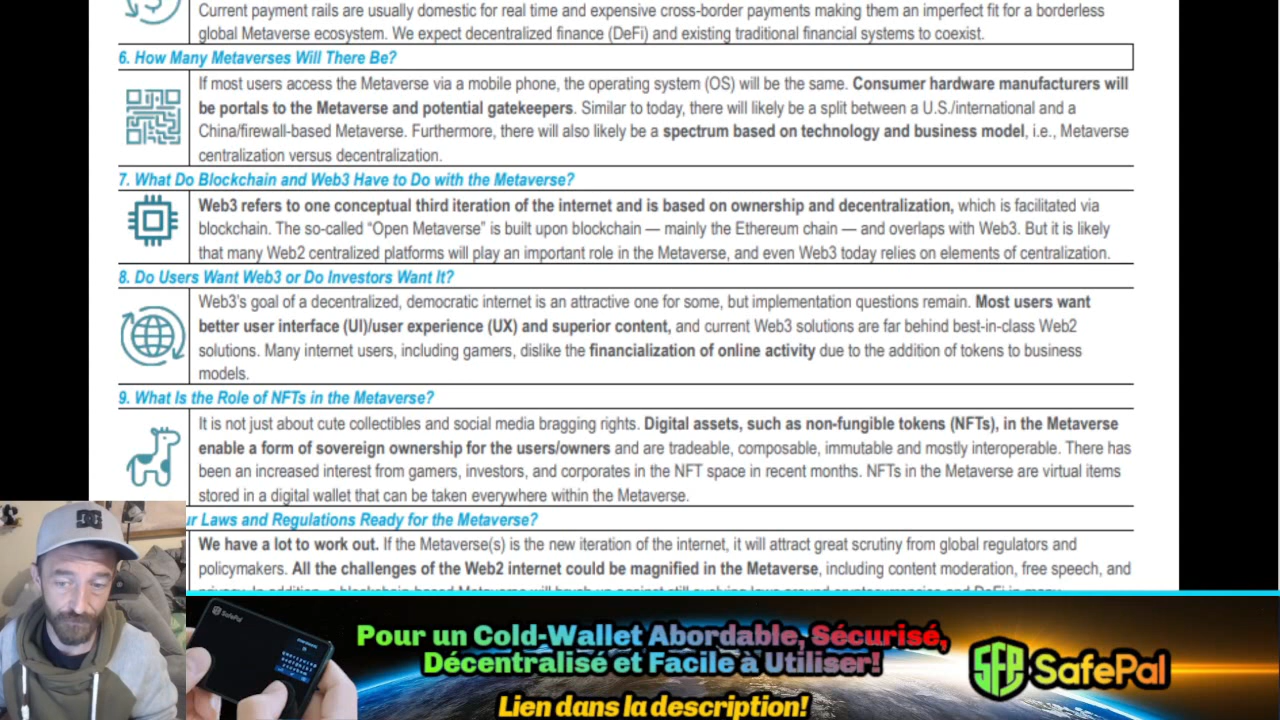 Current payment rails are usually domestic for real time and expensive cross-border payments making them an imperfect fit for a borderless
global Metaverse ecosystem. We expect decentralized finance (DeFi) and existing traditional financial systems to coexist.
6. How Many Metaverses Will There Be?
If most users access the Metaverse via a mobile phone, the operating system (OS) will be the same. Consumer hardware manufacturers will
be portals to the Metaverse and potential gatekeepers. Similar to today, there will likely be a split between a U.S./international and a
China/firewall-based Metaverse. Furthermore, there will also likely be a spectrum based on technology and business model, i.e., Metaverse
centralization versus decentralization.
7. What Do Blockchain and Web3 Have to Do with the Metaverse?
Web3 refers to one conceptual third iteration of the internet and is based on ownership and decentralization, which is facilitated via
blockchain. The so-called “Open Metaverse” is built upon blockchain — mainly the Ethereum chain — and overlaps with Web3. But it is likely
that many Web2 centralized platforms will play an important role in the Metaverse, and even Web3 today relies on elements of centralization.
8. Do Users Want Web3 or Do Investors Want It?
Web3’s goal of a decentralized, democratic internet is an attractive one for some, but implementation questions remain. Most users want
better user interface (UI)/user experience (UX) and superior content, and current Web3 solutions are far behind best-in-class Web2
solutions. Many internet users, including gamers, dislike the financialization of online activity due to the addition of tokens to business
models.
9. What Is the Role of NFTs in the Metaverse?
It is not just about cute collectibles and social media bragging rights. Digital assets, such as non-fungible tokens (NFTs), in the Metaverse
enable a form of sovereign ownership for the users/owners and are tradeable, composable, immutable and mostly interoperable. There has
been an increased interest from gamers, investors, and corporates in the NFT space in recent months. NFTs in the Metaverse are virtual items
stored in a digital wallet that can be taken everywhere within the Metaverse.
ur Laws and Regulations Ready for the Metaverse?
We have a lot to work out. If the Metaverse(s) is the new iteration of the internet, it will attract great scrutiny from global regulators and
policymakers. All the challenges of the Web2 internet could be magnified in the Metaverse, including content moderation, free speech, and
SafePal
Pour un Cold-Wallet Abordable, Sécurisé,
Décentralisé et Facile à Utiliser!
Lien dans la description!
SFP SafePal